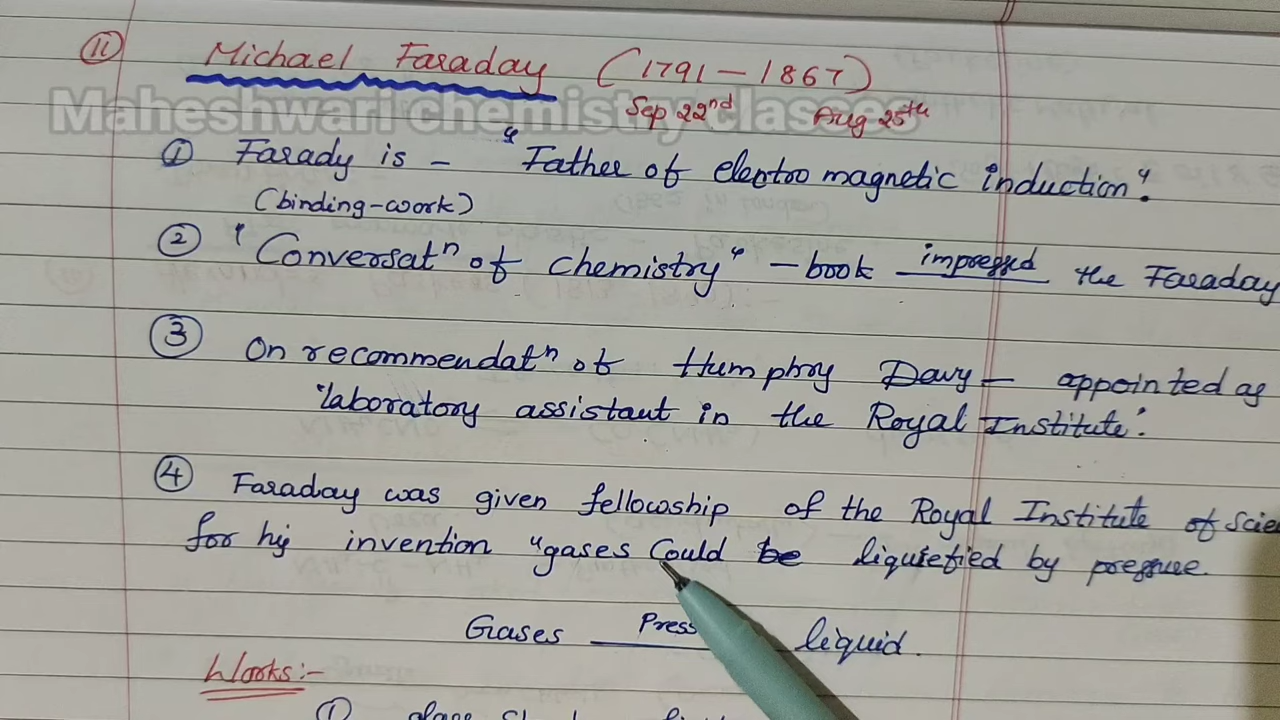 11 Michael Faraday (1791 - 1867)
Sep 22nd Aug 25th
Maheshwari chemistry classes
① Farady is - "Father of electro magnetic induction".
(binding-work)
② "Conversatn of chemistry" - book impressed the Faraday
③ On recommendatn of Humphry Davy - appointed as
"laboratory assistant in the Royal Institute".
④ Faraday was given fellowship of the Royal Institute of Scie
for his invention "gases Could be liquiefied by pressure
Gases Press liquid.
Works:-
①